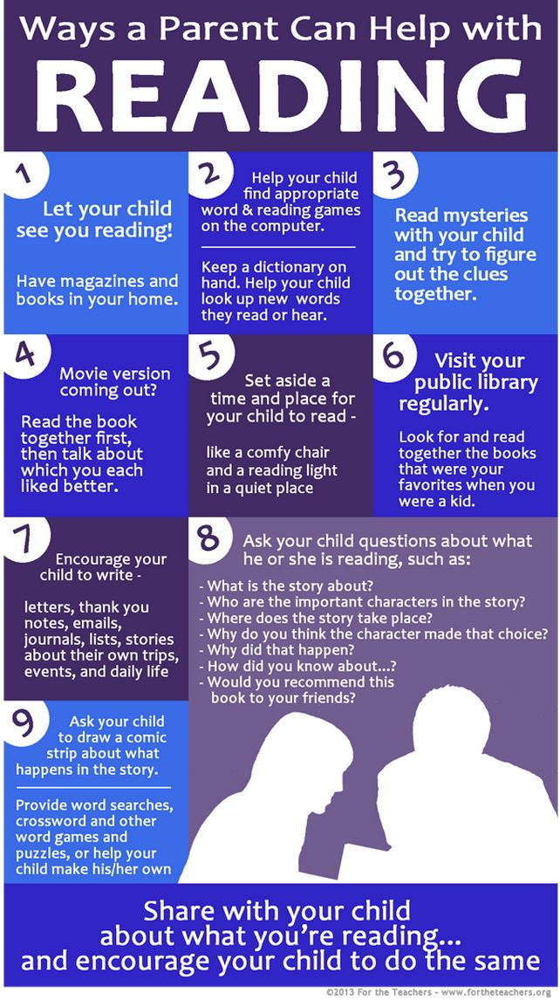 Ways a Parent Can Help with
READING
1
Let your child
see you reading!
Have magazines and
books in your home.
2
Help your child
find appropriate
word & reading games
on the computer.
Keep a dictionary on
hand. Help your child
look up new words
they read or hear.
3
Read mysteries
with your child
and try to figure
out the clues
together.
4
Movie version
coming out?
Read the book
together first,
then talk about
which you each
liked better.
5
Set aside a
time and place for
your child to read -
like a comfy chair
and a reading light
in a quiet place
6
Visit your
public library
regularly.
Look for and read
together the books
that were your
favorites when you
were a kid.
7
Encourage your
child to write -
letters, thank you
notes, emails,
journals, lists, stories
about their own trips,
events, and daily life
8
Ask your child questions about what
he or she is reading, such as:
- What is the story about?
- Who are the important characters in the story?
- Where does the story take place?
- Why do you think the character made that choice?
- Why did that happen?
- How did you know about...?
- Would you recommend this
book to your friends?
9
Ask your child
to draw a comic
strip about what
happens in the story.
Provide word searches,
crossword and other
word games and
puzzles, or help your
child make his/her own
Share with your child
about what you're reading...
and encourage your child to do the same
©2013 For the Teachers - www.fortheteachers.org